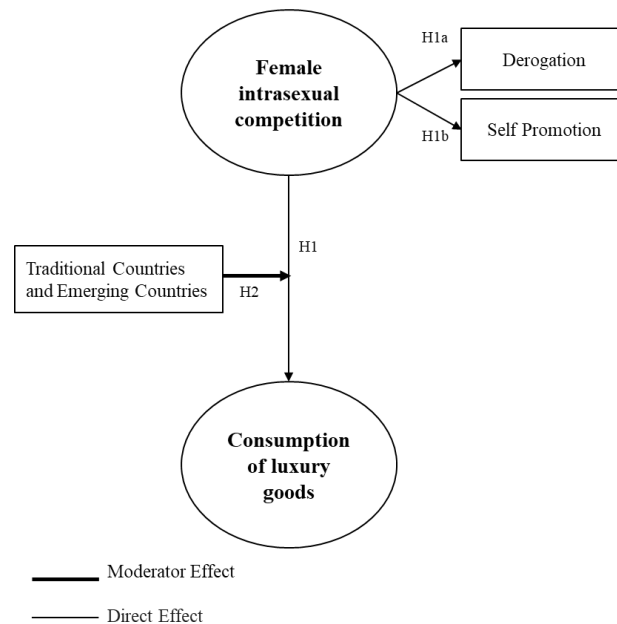 H1a
Derogation
Female
intrasexual
competition
Self Promotion
H1b
H1
Traditional Countries
and Emerging Countries
H2
Consumption
of luxury
goods
Moderator Effect
Direct Effect